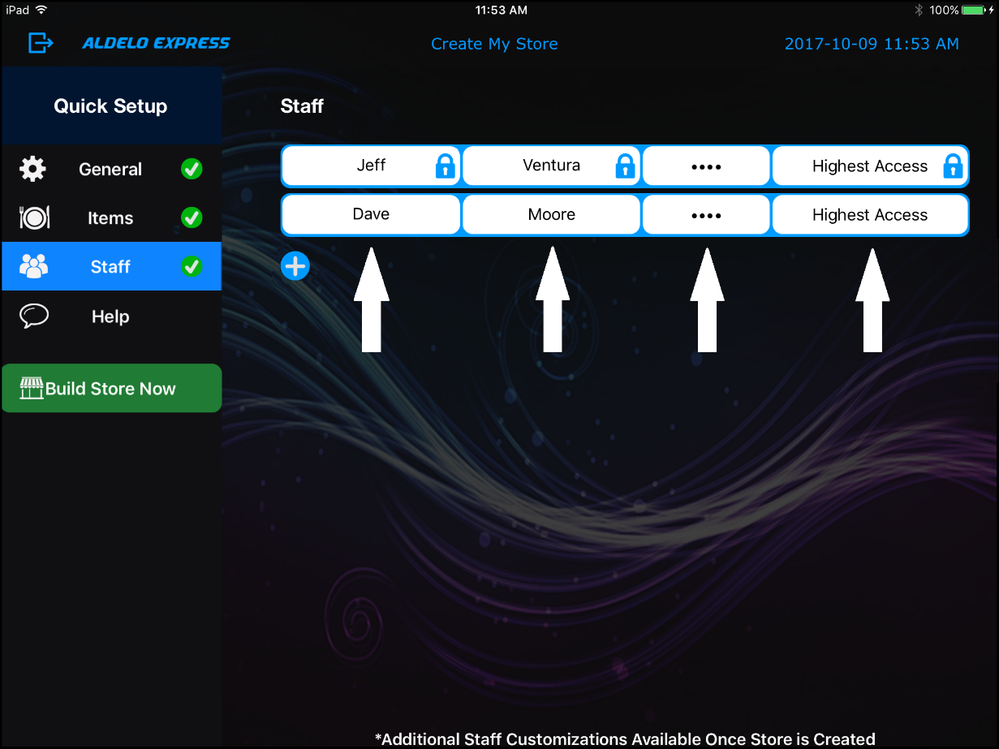 iPad 11:53 AM 100%
ALDELO EXPRESS Create My Store 2017-10-09 11:53 AM
Quick Setup
Staff
General
Items
Staff
Help
Build Store Now
Jeff Ventura •••• Highest Access
Dave Moore •••• Highest Access
*Additional Staff Customizations Available Once Store is Created